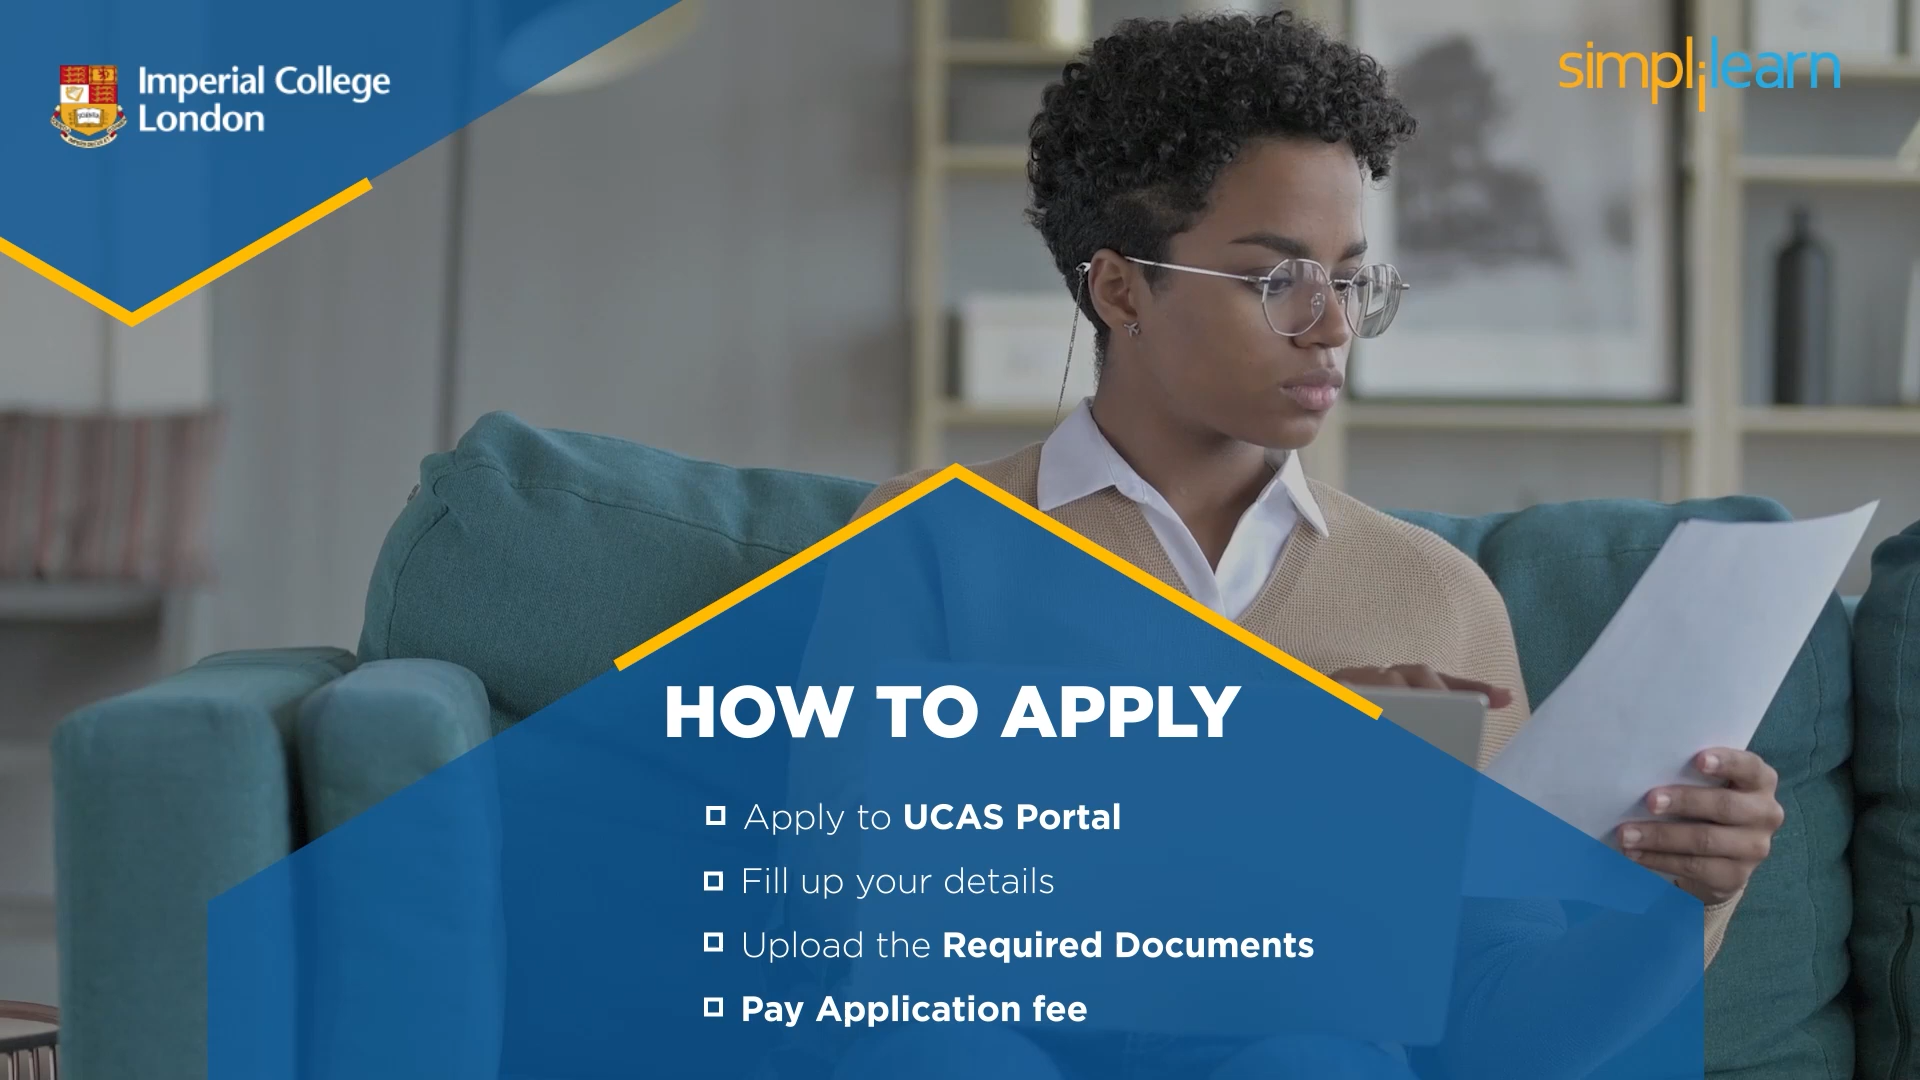 Imperial College
London
simplilearn
HOW TO APPLY
Apply to UCAS Portal
Fill up your details
Upload the Required Documents
Pay Application fee